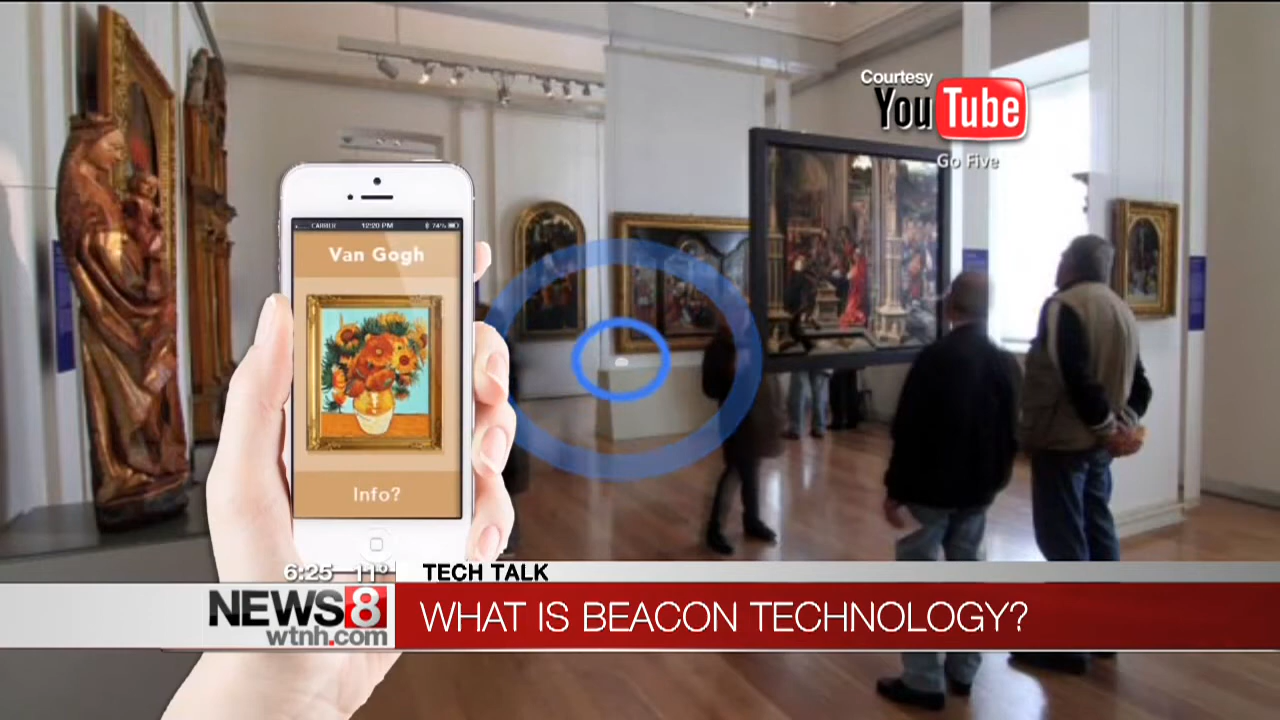 Courtesy
YouTube
Go Five
CARRIER 12:20 PM 74%
Van Gogh
Info?
6:25 11°
TECH TALK
NEWS8
wtnh.com
WHAT IS BEACON TECHNOLOGY?